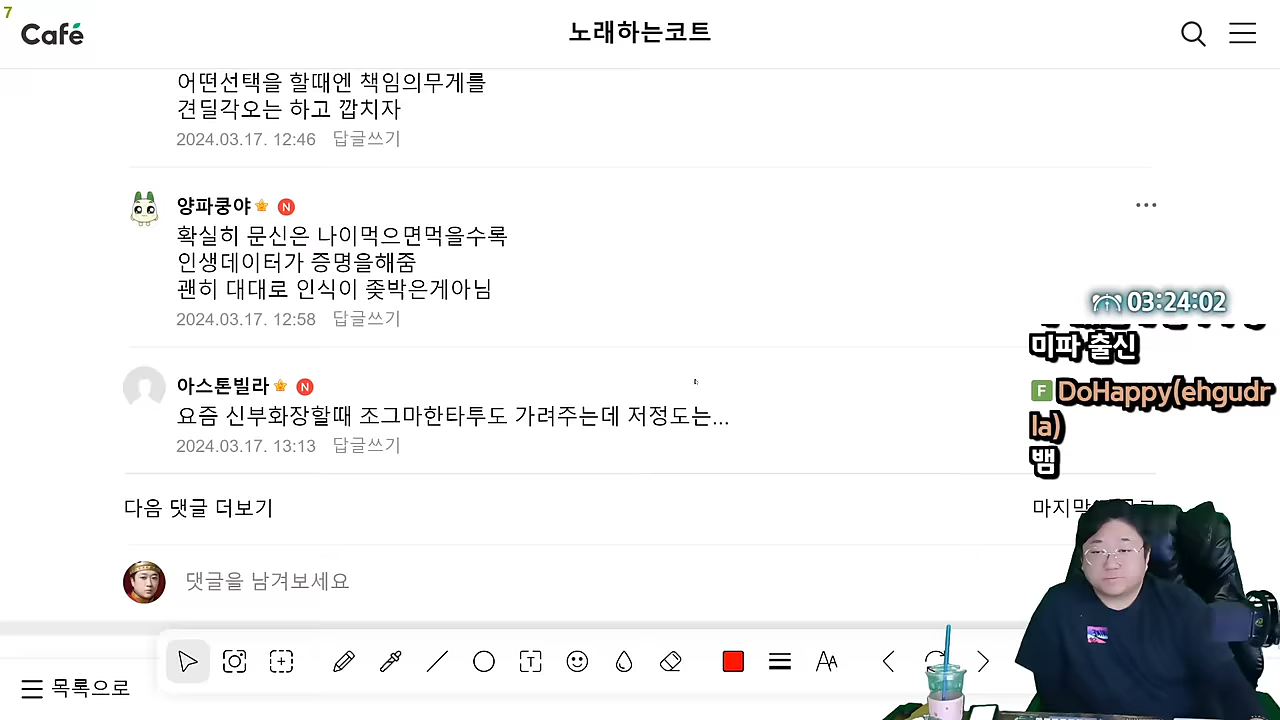 7
Café
노래하는코트
어떤선택을 할때엔 책임의무게를
견딜각오는 하고 깝치자
2024.03.17. 12:46 답글쓰기
양파쿵야 N
확실히 문신은 나이먹으면먹을수록
인생데이터가 증명을해줌
괜히 대대로 인식이 좆박은게아님
2024.03.17. 12:58 답글쓰기
03:24:02
미파 출신
F DoHappy(ehgudr
la)
뱀
아스톤빌라 N
요즘 신부화장할때 조그마한타투도 가려주는데 저정도는...
2024.03.17. 13:13 답글쓰기
다음 댓글 더보기
마지막
댓글을 남겨보세요
T
AA
목록으로